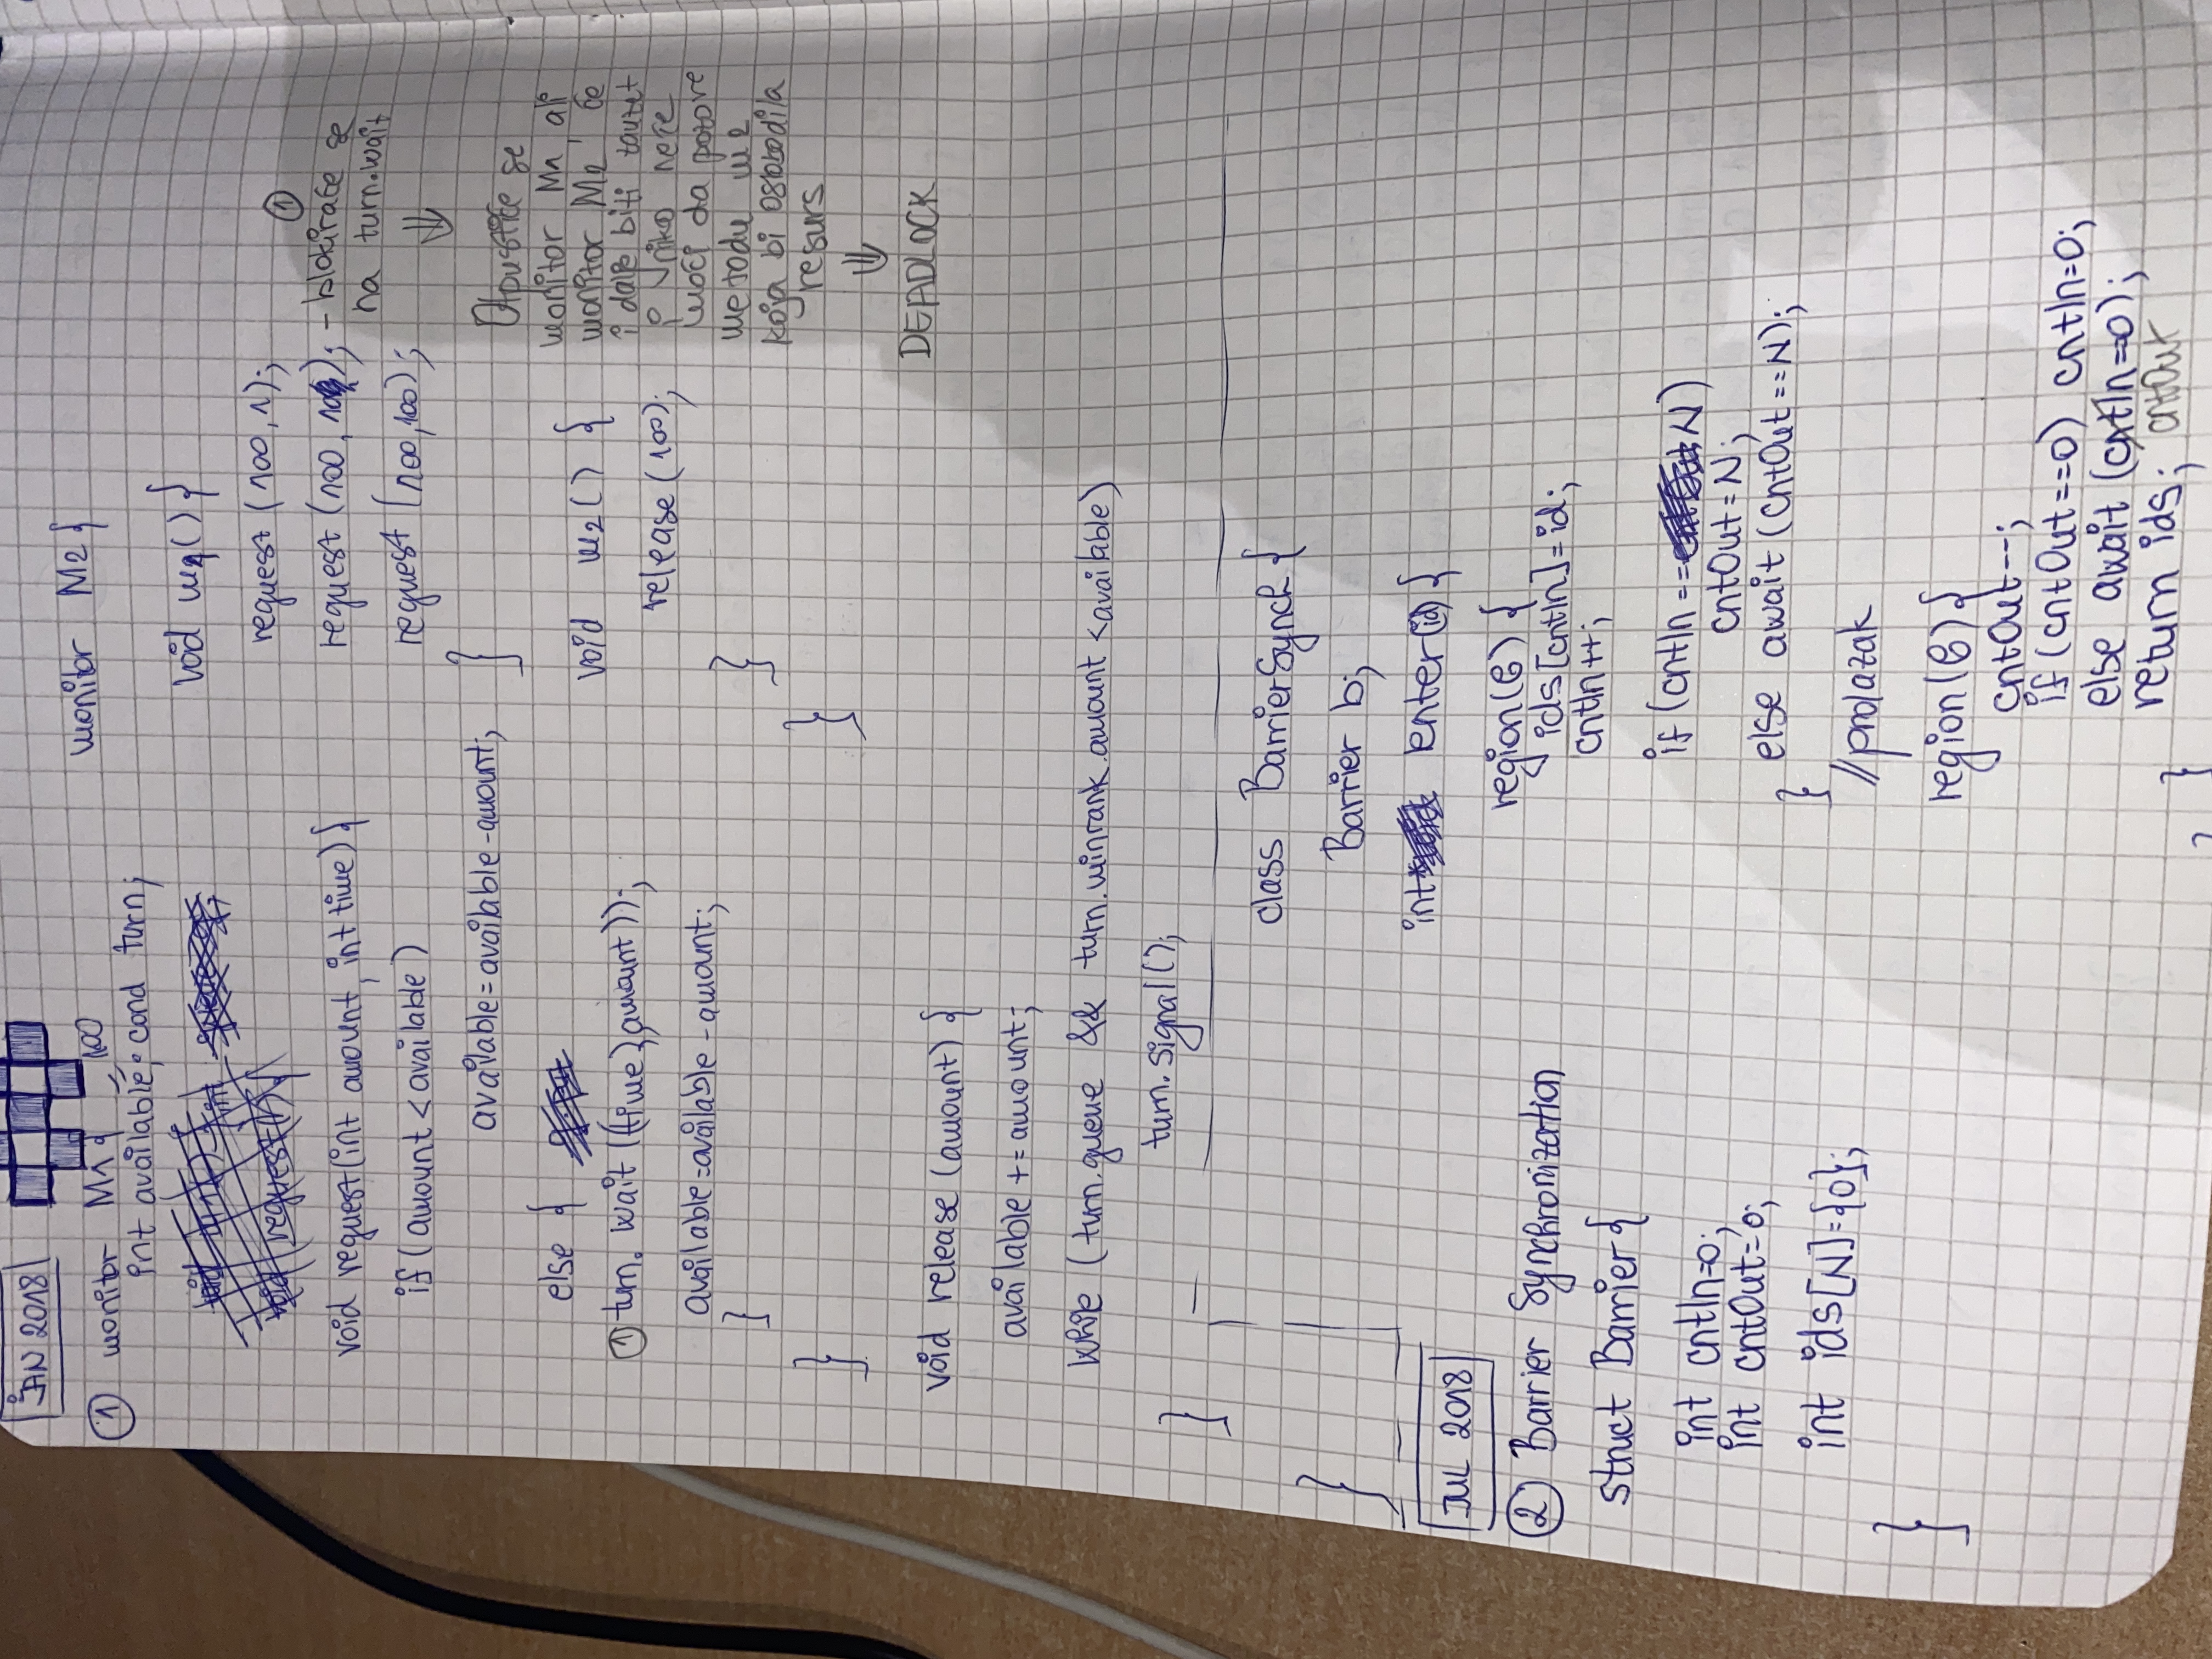 JAN 2018
① monitor M1 {
=100
int available; cond turn;
void request(int amount, int time) {
if (amount < available)
available = available - amount;
else {
① turn. wait ((time, amount));
available = available - amount;
}
}
void release (amount) {
available += amount;
while (turn.queue && turn.minrank.amount < available)
turn. signal();
}
}
monitor M2 {
void m1() {
request (100, 1);
request (100, 10);
request (100, 100);
}
void m2() {
release (100);
}
}
①
- blokiraće se
na turn.wait
⇓
Otpustiće se
monitor M1, ali
monitor M2 će
i dalje biti zauzet
i niko neće
moći da pozove
metodu m2
koja bi oslobodila
resurs
⇓
DEADLOCK
JUL 2018
② Barrier Synchronization
struct Barrier {
int cntIn=0;
int cntOut=0;
int ids[N]={0};
}
class BarrierSynch {
Barrier b;
int enter(id) {
region(b) {
ids[cntIn]=id;
cntIn++;
if (cntIn == N)
cntOut=N;
else await (cntOut==N);
}
//prolazak
region(b) {
cntOut--;
if (cntOut==0) cntIn=0;
else await (cntIn==0);
return ids; cntOut
}
}